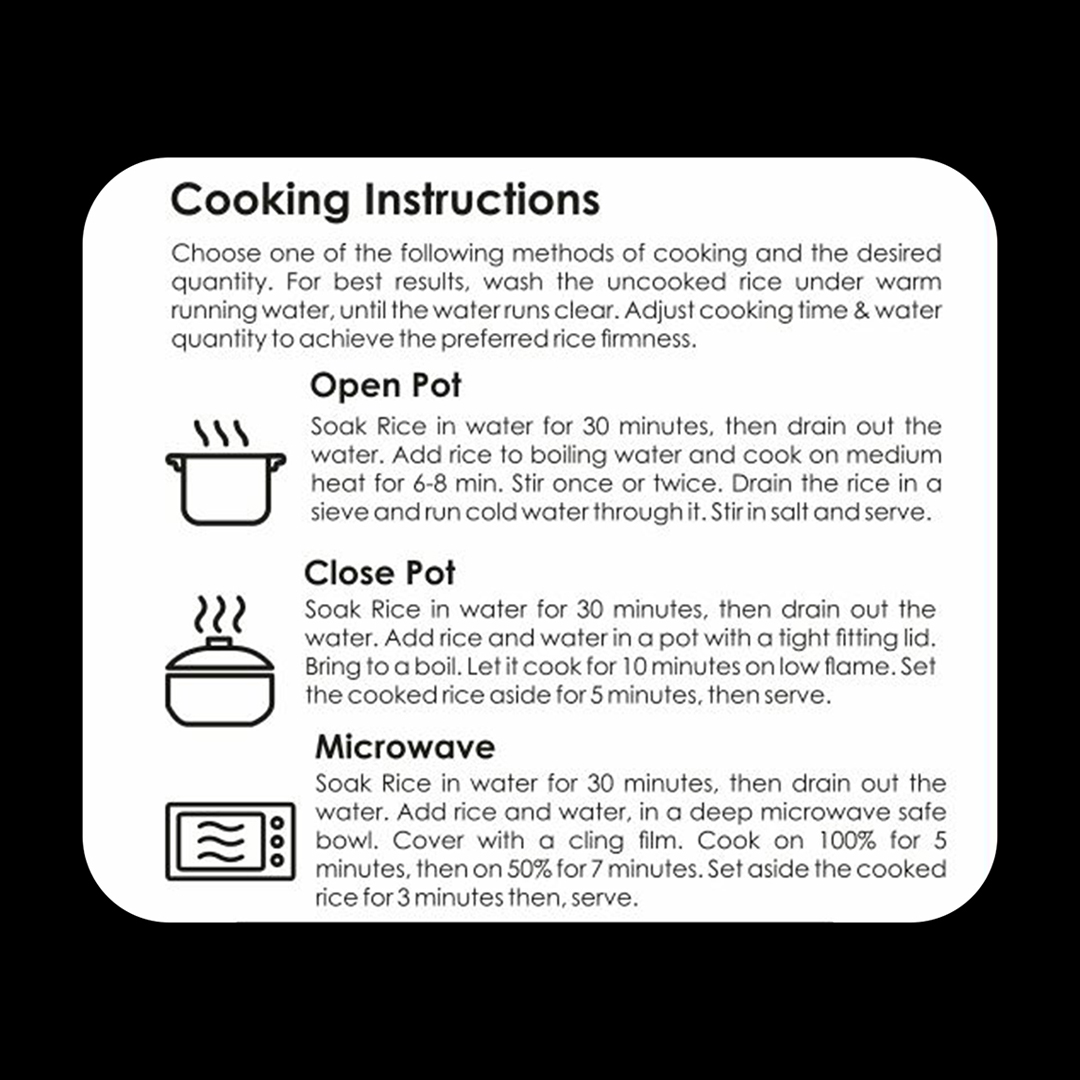 Cooking Instructions
Choose one of the following methods of cooking and the desired
quantity. For best results, wash the uncooked rice under warm
running water, until the water runs clear. Adjust cooking time & water
quantity to achieve the preferred rice firmness.
Open Pot
Soak Rice in water for 30 minutes, then drain out the
water. Add rice to boiling water and cook on medium
heat for 6-8 min. Stir once or twice. Drain the rice in a
sieve and run cold water through it. Stir in salt and serve.
Close Pot
Soak Rice in water for 30 minutes, then drain out the
water. Add rice and water in a pot with a tight fitting lid.
Bring to a boil. Let it cook for 10 minutes on low flame. Set
the cooked rice aside for 5 minutes, then serve.
Microwave
Soak Rice in water for 30 minutes, then drain out the
water. Add rice and water, in a deep microwave safe
bowl. Cover with a cling film. Cook on 100% for 5
minutes, then on 50% for 7 minutes. Set aside the cooked
rice for 3 minutes then, serve.